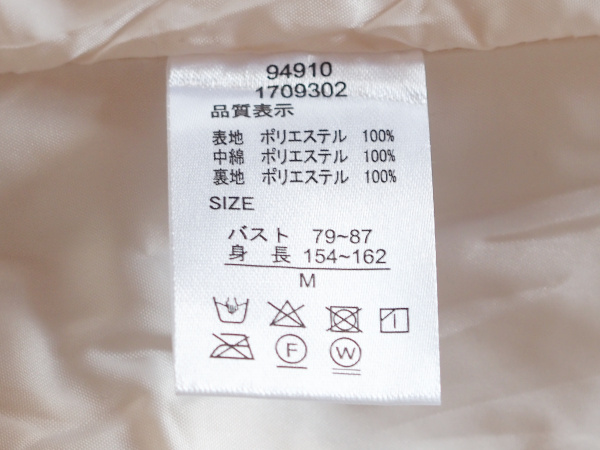 94910
1709302
品質表示
表地 ポリエステル 100%
中綿 ポリエステル 100%
裏地 ポリエステル 100%
SIZE
バスト 79~87
身 長 154~162
M
F W